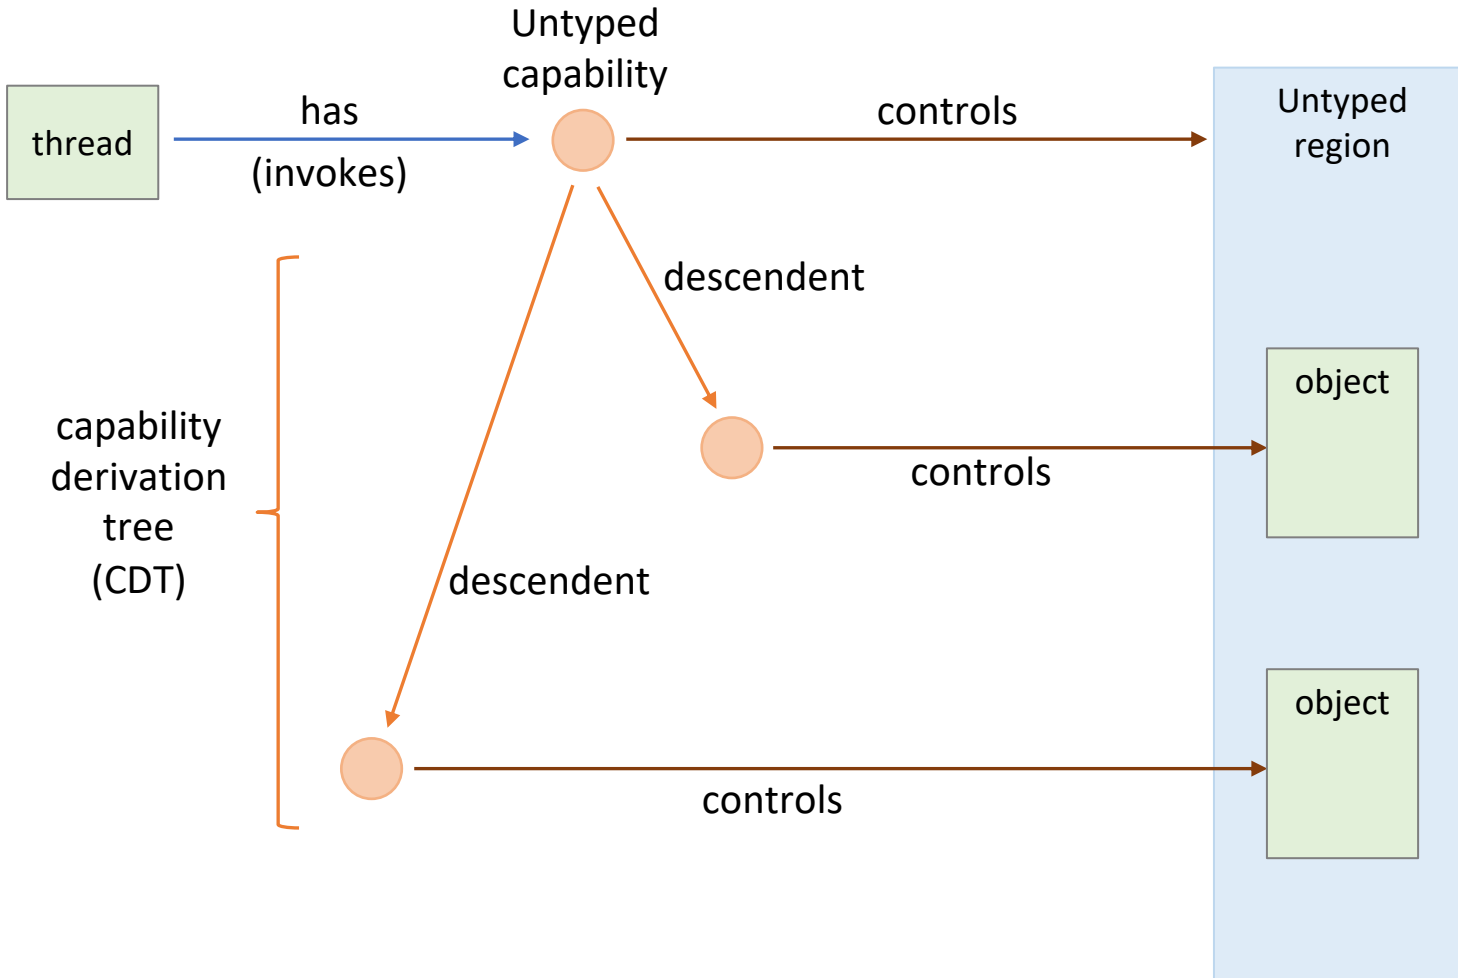 Untyped
capability
thread
has
(invokes)
controls
Untyped
region
descendent
object
controls
capability
derivation
tree
(CDT)
descendent
object
controls